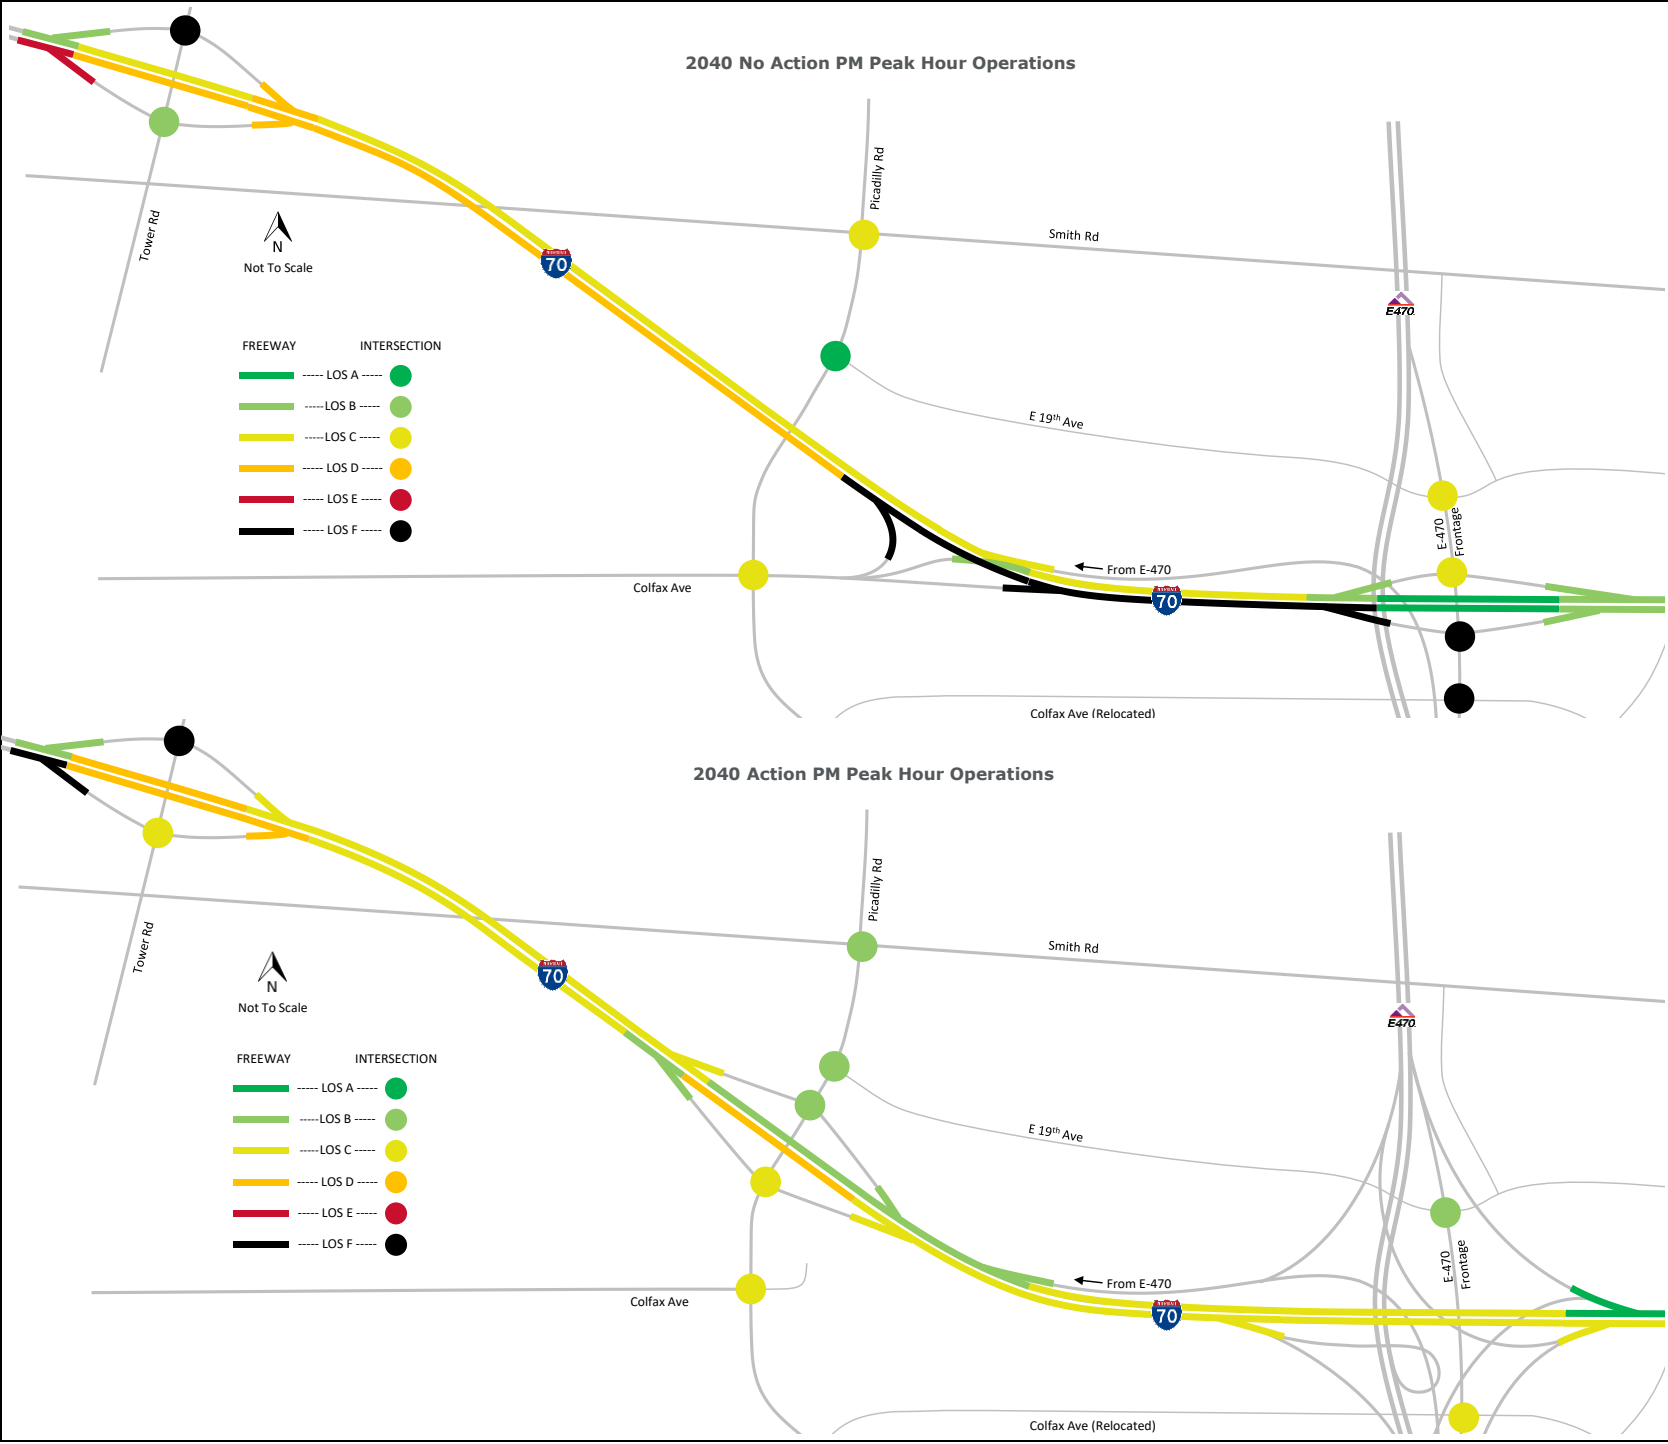 2040 No Action PM Peak Hour Operations
Picadilly Rd
Tower Rd
Smith Rd
N
Not To Scale
70
E470
FREEWAY INTERSECTION
----- LOS A -----
-----LOS B -----
-----LOS C -----
----- LOS D -----
----- LOS E -----
----- LOS F -----
E 19th Ave
E-470
Frontage
From E-470
Colfax Ave
70
Colfax Ave (Relocated)
2040 Action PM Peak Hour Operations
Picadilly Rd
Tower Rd
Smith Rd
N
Not To Scale
70
E470
FREEWAY INTERSECTION
----- LOS A -----
-----LOS B -----
-----LOS C -----
----- LOS D -----
----- LOS E -----
----- LOS F -----
E 19th Ave
E-470
Frontage
From E-470
Colfax Ave
70
Colfax Ave (Relocated)